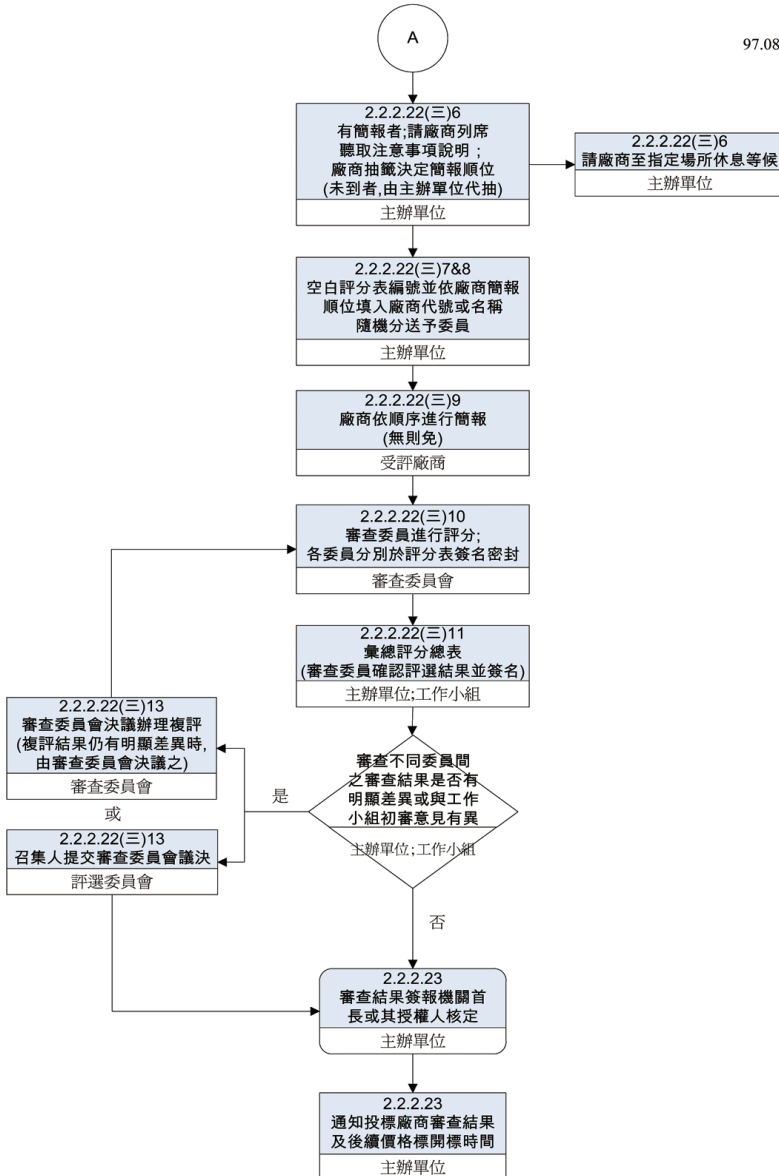 A
97.08
2.2.2.22(三)6
有簡報者;請廠商列席
聽取注意事項說明；
廠商抽籤決定簡報順位
(未到者,由主辦單位代抽)
主辦單位
2.2.2.22(三)6
請廠商至指定場所休息等候
主辦單位
2.2.2.22(三)7&8
空白評分表編號並依廠商簡報
順位填入廠商代號或名稱
隨機分送予委員
主辦單位
2.2.2.22(三)9
廠商依順序進行簡報
(無則免)
受評廠商
2.2.2.22(三)10
審查委員進行評分;
各委員分別於評分表簽名密封
審查委員會
2.2.2.22(三)11
彙總評分總表
(審查委員確認評選結果並簽名)
主辦單位;工作小組
2.2.2.22(三)13
審查委員會決議辦理複評
(複評結果仍有明顯差異時,
由審查委員會決議之)
審查委員會
或
2.2.2.22(三)13
召集人提交審查委員會議決
評選委員會
是
審查不同委員間
之審查結果是否有
明顯差異或與工作
小組初審意見有異
主辦單位;工作小組
否
2.2.2.23
審查結果簽報機關首
長或其授權人核定
主辦單位
2.2.2.23
通知投標廠商審查結果
及後續價格標開標時間
主辦單位